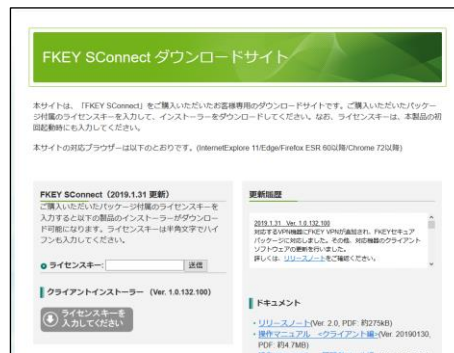 FKEY SConnect ダウンロードサイト
本サイトは、「FKEY SConnect」をご購入いただいたお客様専用のダウンロードサイトです。ご購入いただいたパッケー
ジ付属のライセンスキーを入力して、インストーラーをダウンロードしてください。なお、ライセンスキーは、本製品の初
回起動時にも入力してください。
本サイトの対応ブラウザーは以下のとおりです。(InternetExplore 11/Edge/Firefox ESR 60以降/Chrome 72以降)
FKEY SConnect（2019.1.31 更新）
ご購入いただいたパッケージ付属のライセンスキーを
入力すると以下の製品のインストーラーがダウンロー
ド可能になります。ライセンスキーは半角文字でハイ
フンも入力してください。
ライセンスキー:
送信
クライアントインストーラー（Ver. 1.0.132.100）
ライセンスキーを
入力してください
更新履歴
2019.1.31 Ver. 1.0.132.100
対応するVPN機器にFKEY VPNが追加され、FKEYセキュア
パッケージに対応しました。その他、対応機器のクライアント
ソフトウェアの更新を行いました。
詳しくは、リリースノートをご確認ください。
ドキュメント
・リリースノート(Ver. 2.0, PDF: 約275kB)
・操作マニュアル <クライアント編>(Ver. 20190130,
PDF: 約4.7MB)